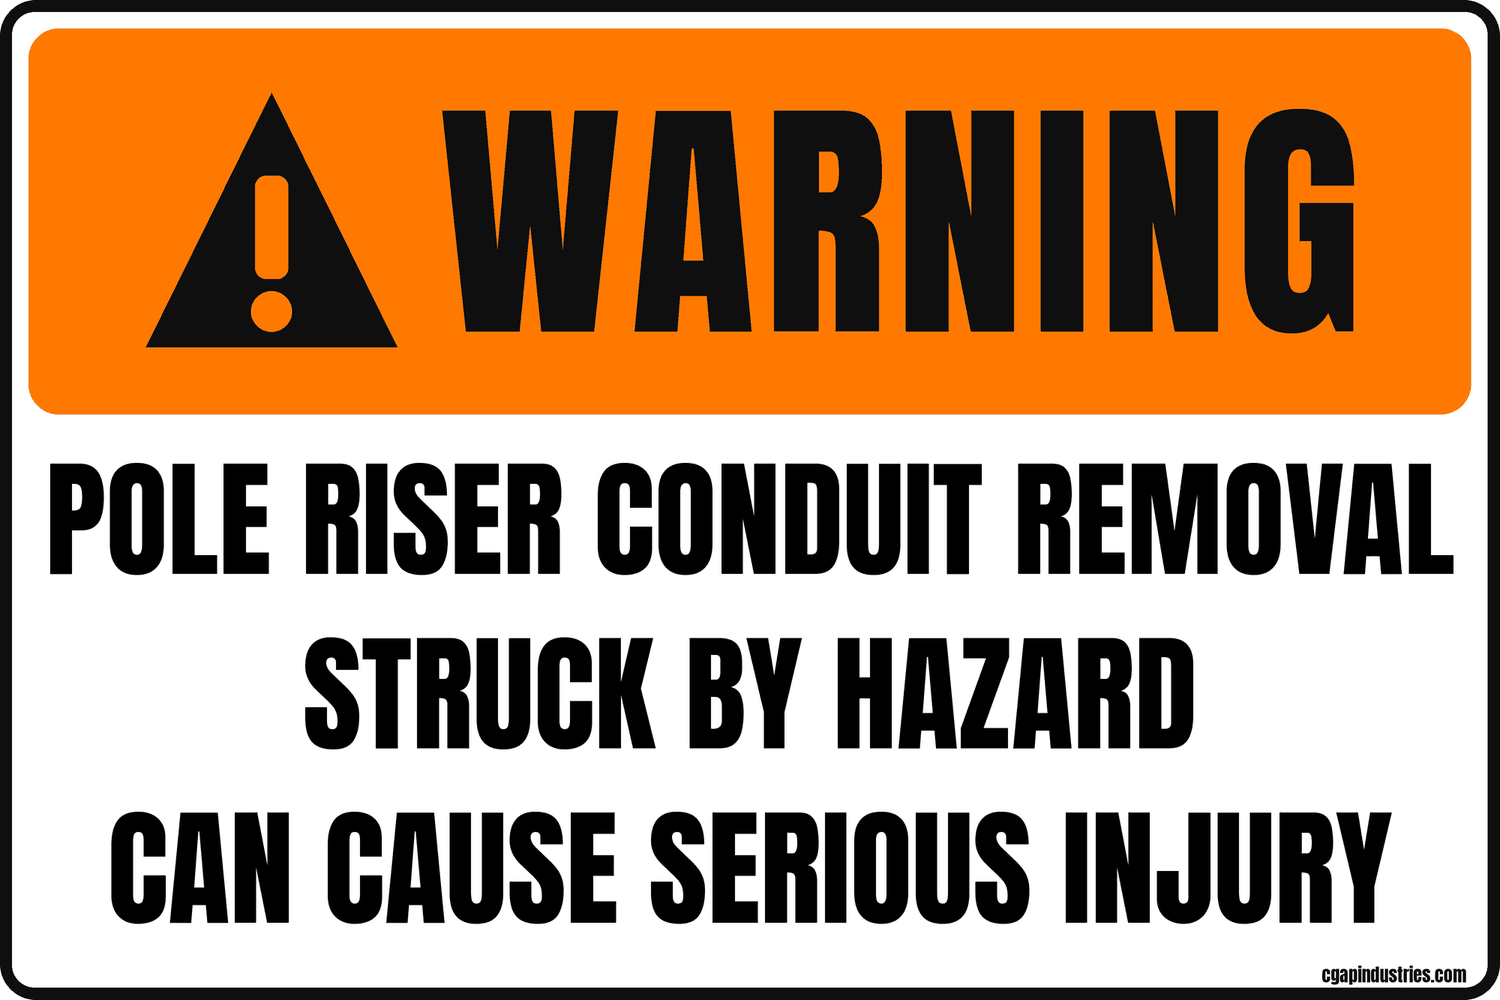 WARNING
POLE RISER CONDUIT REMOVAL
STRUCK BY HAZARD
CAN CAUSE SERIOUS INJURY
cgapindustries.com